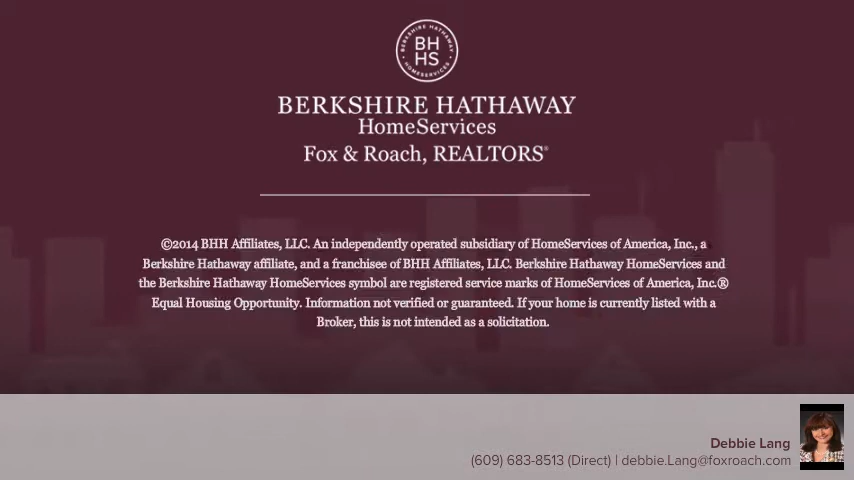 BERKSHIRE HATHAWAY
HOMESERVICES
BH
HS
BERKSHIRE HATHAWAY
HomeServices
Fox & Roach, REALTORS®
©2014 BHH Affiliates, LLC. An independently operated subsidiary of HomeServices of America, Inc., a
Berkshire Hathaway affiliate, and a franchisee of BHH Affiliates, LLC. Berkshire Hathaway HomeServices and
the Berkshire Hathaway HomeServices symbol are registered service marks of HomeServices of America, Inc.®
Equal Housing Opportunity. Information not verified or guaranteed. If your home is currently listed with a
Broker, this is not intended as a solicitation.
Debbie Lang
(609) 683-8513 (Direct) | debbie.Lang@foxroach.com